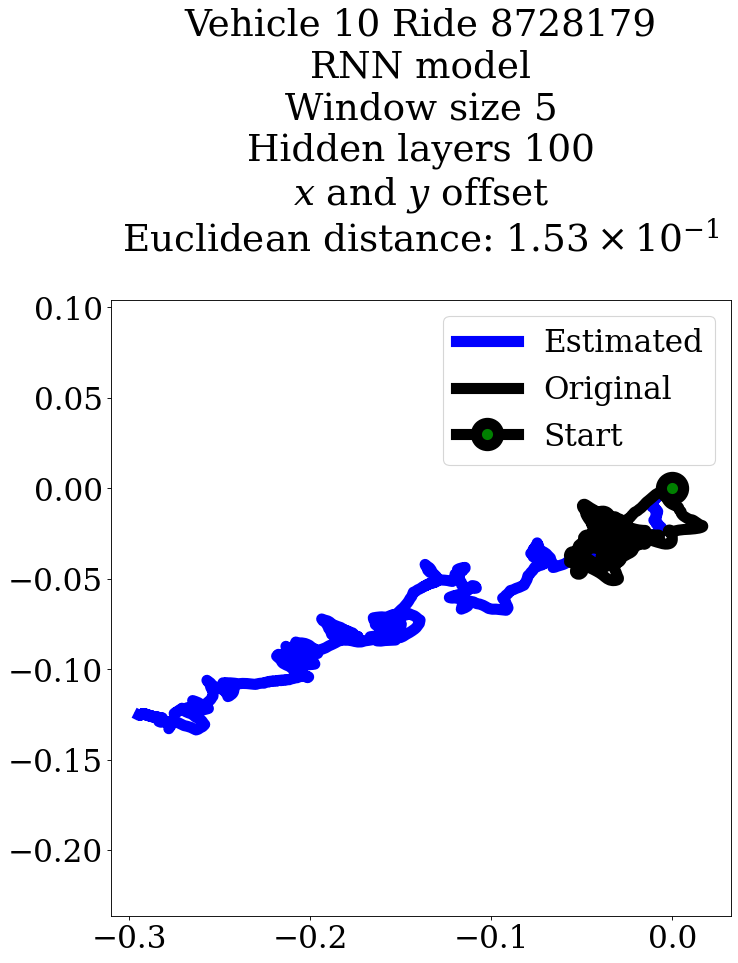 Vehicle 10 Ride 8728179
RNN model
Window size 5
Hidden layers 100
x and y offset
Euclidean distance: 1.53 × 10⁻¹
0.10
Estimated
0.05
Original
Start
0.00
−0.05
−0.10
−0.15
−0.20
−0.3 −0.2 −0.1 0.0